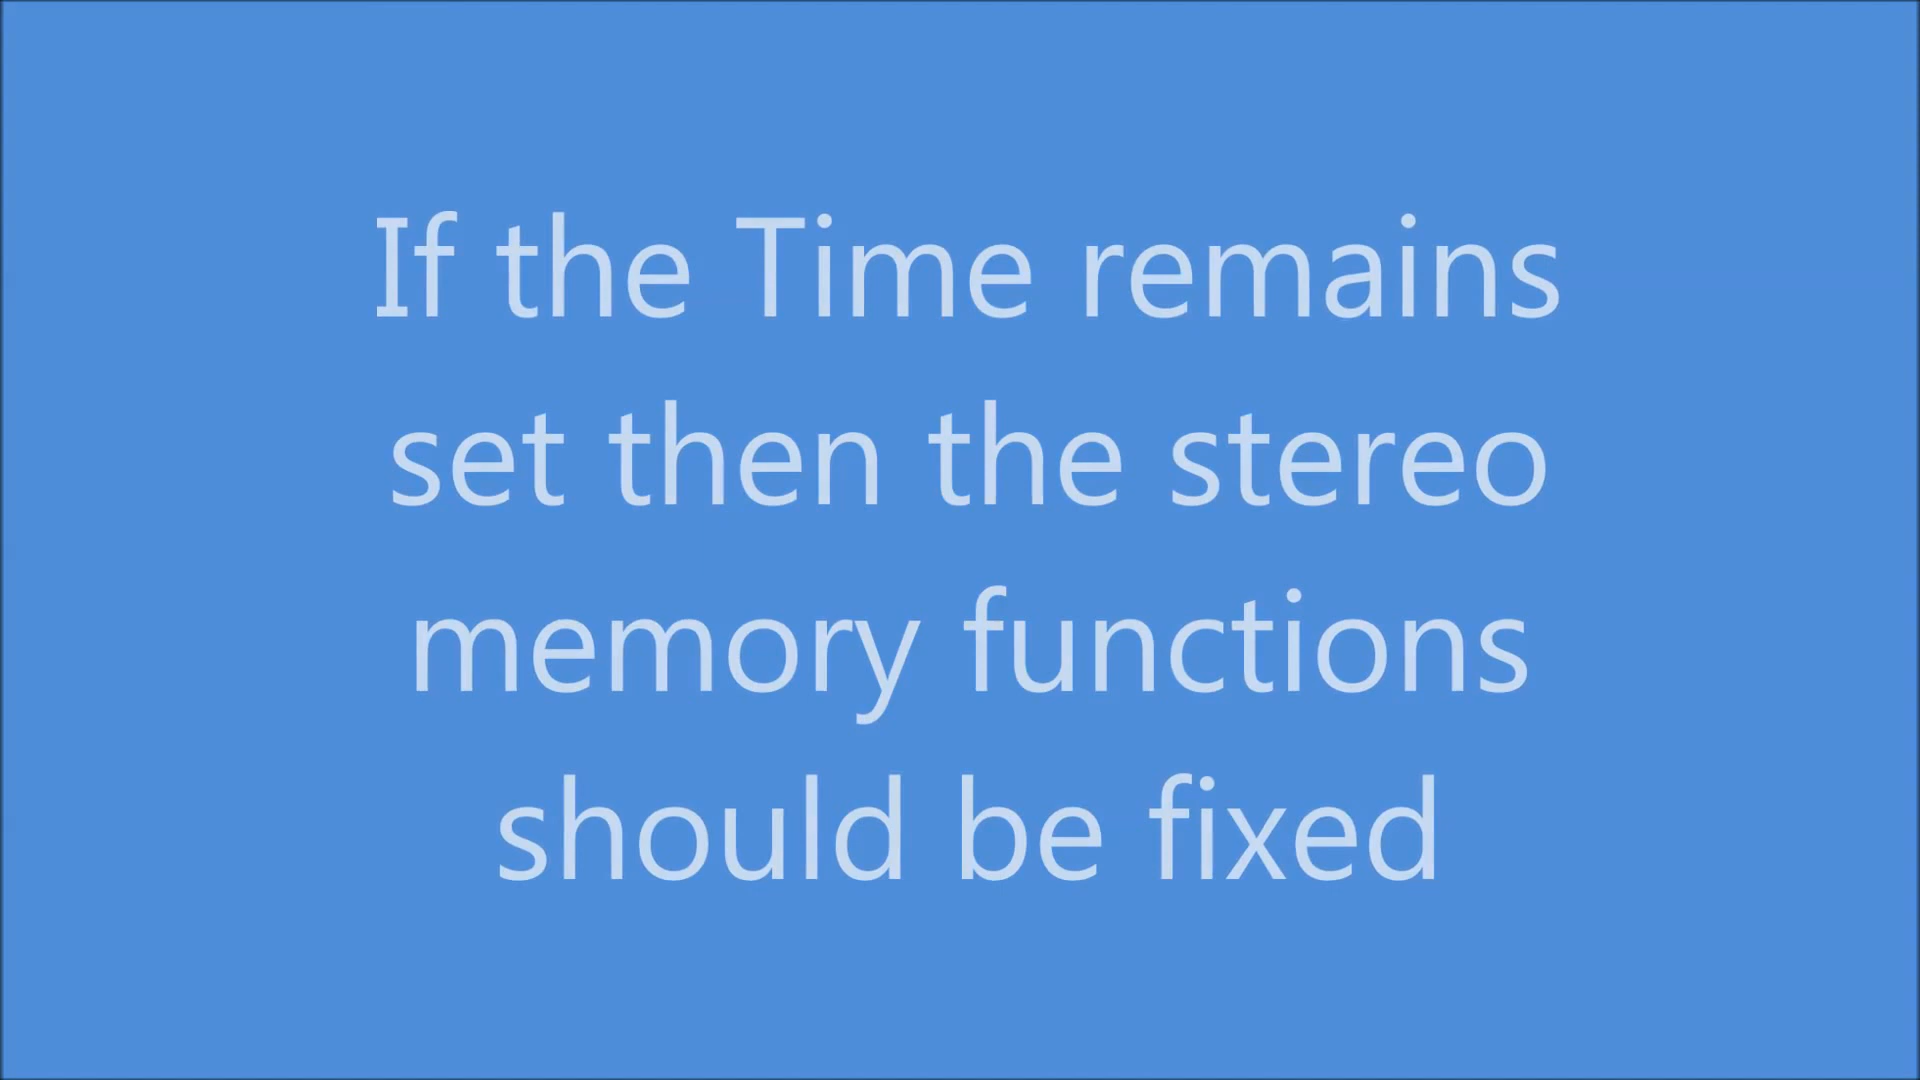 If the Time remains
set then the stereo
memory functions
should be fixed